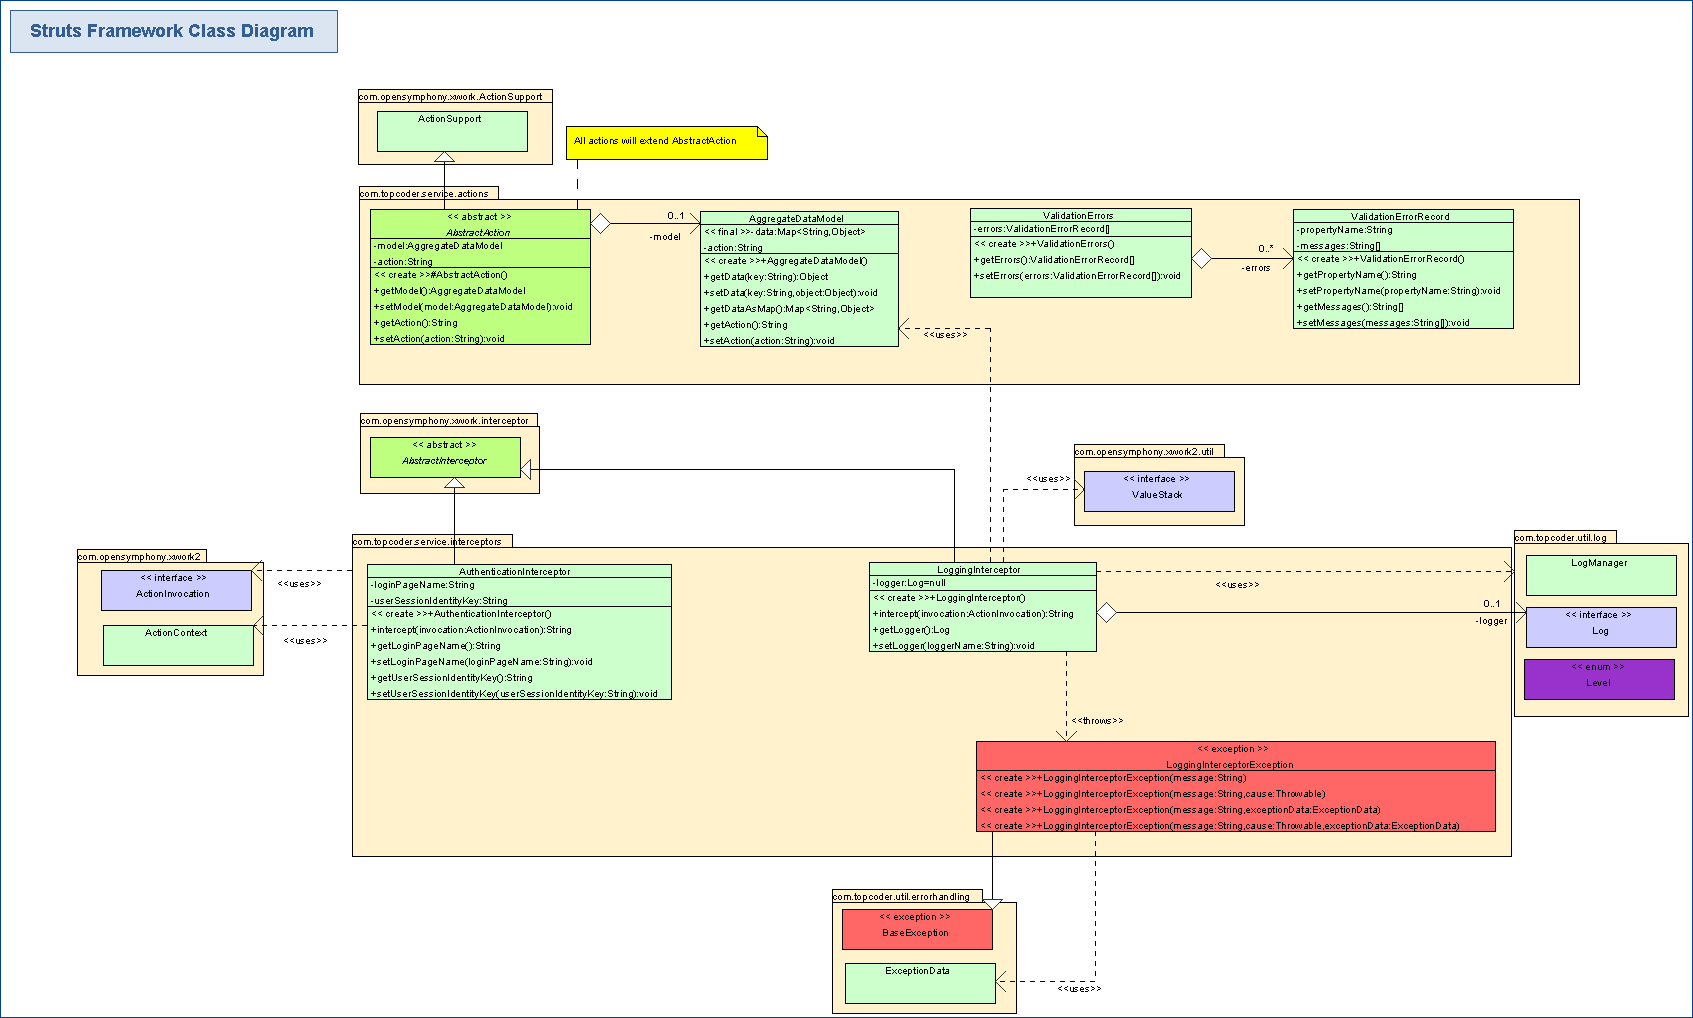 Struts Framework Class Diagram
com.opensymphony.xwork.ActionSupport
ActionSupport
All actions will extend AbstractAction
com.topcoder.service.actions
<< abstract >>
AbstractAction
-model:AggregateDataModel
-action:String
<< create >>#AbstractAction()
+getModel():AggregateDataModel
+setModel(model:AggregateDataModel):void
+getAction():String
+setAction(action:String):void
0..1
-model
AggregateDataModel
<< final >>-data:Map<String,Object>
-action:String
<< create >>+AggregateDataModel()
+getData(key:String):Object
+setData(key:String,object:Object):void
+getDataAsMap():Map<String,Object>
+getAction():String
+setAction(action:String):void
<<uses>>
ValidationErrors
-errors:ValidationErrorRecord[]
<< create >>+ValidationErrors()
+getErrors():ValidationErrorRecord[]
+setErrors(errors:ValidationErrorRecord[]):void
0..*
-errors
ValidationErrorRecord
-propertyName:String
-messages:String[]
<< create >>+ValidationErrorRecord()
+getPropertyName():String
+setPropertyName(propertyName:String):void
+getMessages():String[]
+setMessages(messages:String[]):void
com.opensymphony.xwork.interceptor
<< abstract >>
AbstractInterceptor
com.opensymphony.xwork2.util
<<uses>>
<< interface >>
ValueStack
com.opensymphony.xwork2
<< interface >>
ActionInvocation
ActionContext
<<uses>>
<<uses>>
com.topcoder.service.interceptors
AuthenticationInterceptor
-loginPageName:String
-userSessionIdentityKey:String
<< create >>+AuthenticationInterceptor()
+intercept(invocation:ActionInvocation):String
+getLoginPageName():String
+setLoginPageName(loginPageName:String):void
+getUserSessionIdentityKey():String
+setUserSessionIdentityKey(userSessionIdentityKey:String):void
LoggingInterceptor
-logger:Log=null
<< create >>+LoggingInterceptor()
+intercept(invocation:ActionInvocation):String
+getLogger():Log
+setLogger(loggerName:String):void
<<uses>>
0..1
-logger
com.topcoder.util.log
LogManager
<< interface >>
Log
<< enum >>
Level
<<throws>>
<< exception >>
LoggingInterceptorException
<< create >>+LoggingInterceptorException(message:String)
<< create >>+LoggingInterceptorException(message:String,cause:Throwable)
<< create >>+LoggingInterceptorException(message:String,exceptionData:ExceptionData)
<< create >>+LoggingInterceptorException(message:String,cause:Throwable,exceptionData:ExceptionData)
com.topcoder.util.errorhandling
<< exception >>
BaseException
ExceptionData
<<uses>>